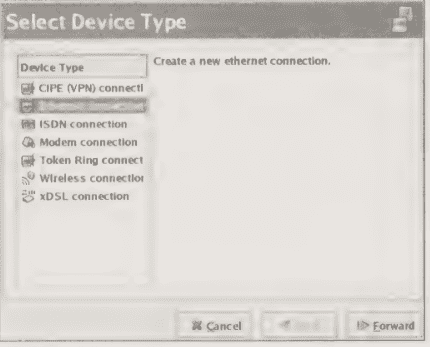 Select Device Type
Device Type
Create a new ethernet connection.
CIPE (VPN) connecti
ISDN connection
Modem connection
Token Ring connect
Wireless connection
xDSL connection
Cancel
Forward